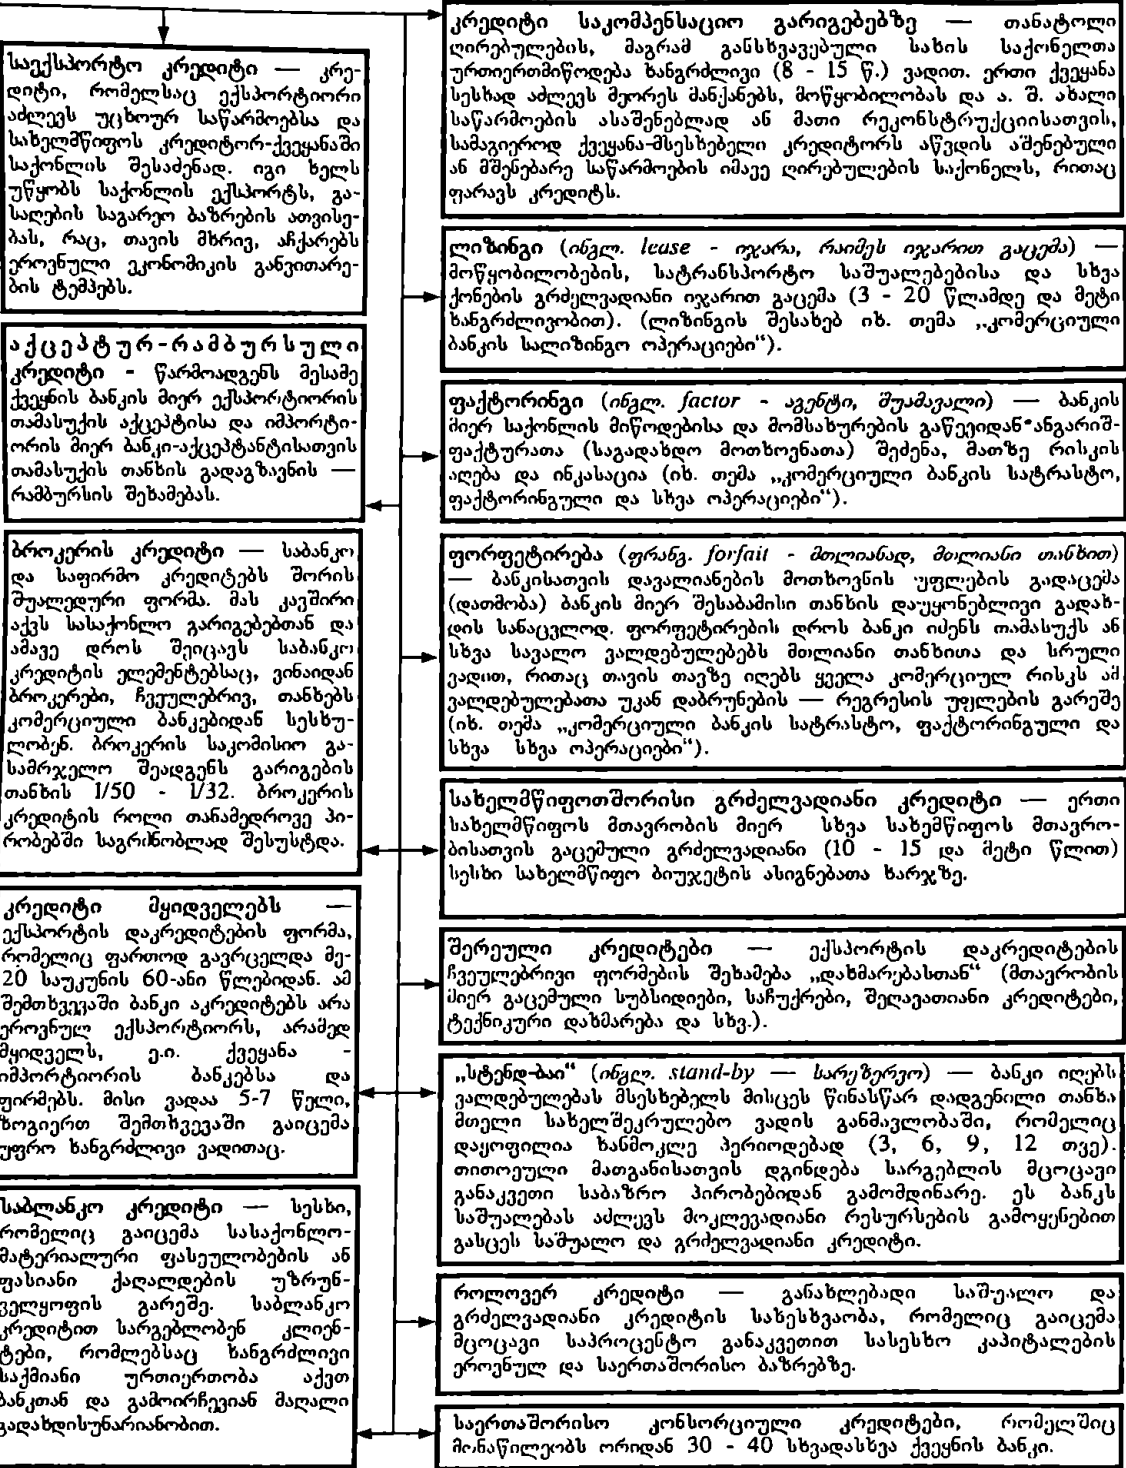 საექსპორტო კრედიტი — კრე-
დიტი, რომელსაც ექსპორტიორი
აძლევს უცხოურ საწარმოებსა და
სახელმწიფოს კრედიტორ-ქვეყანაში
საქონლის შესაძენად. იგი ხელს
უწყობს საქონლის ექსპორტს, გა-
საღების საგარეო ბაზრების ათვისე-
ბას, რაც, თავის მხრივ, აჩქარებს
ეროვნული ეკონომიკის განვითარე-
ბის ტემპებს.
აქცეპტურ-რამბურსული
კრედიტი - წარმოადგენს მესამე
ქვეყნის ბანკის მიერ ექსპორტიორის
თამასუქის აქცეპტისა და იმპორტი-
ორის მიერ ბანკი-აქცეპტანტისათვის
თამასუქის თანხის გადაგზავნის —
რამბურსის შეხამებას.
ბროკერის კრედიტი — საბანკო
და საფირმო კრედიტებს შორის
შუალედური ფორმა. მას კავშირი
აქვს სასაქონლო გარიგებებთან და
ამავე დროს შეიცავს საბანკო
კრედიტის ელემენტებსაც, ვინაიდან
ბროკერები, ჩვეულებრივ, თანხებს
კომერციული ბანკებიდან სესხუ-
ლობენ. ბროკერის საკომისიო გა-
სამრჯელო შეადგენს გარიგების
თანხის 1/50 - 1/32. ბროკერის
კრედიტის როლი თანამედროვე პი-
რობებში საგრძნობლად შესუსტდა.
კრედიტი მყიდველებს —
ექსპორტის დაკრედიტების ფორმა,
რომელიც ფართოდ გავრცელდა მე-
20 საუკუნის 60-ანი წლებიდან. ამ
შემთხვევაში ბანკი აკრედიტებს არა
ეროვნულ ექსპორტიორს, არამედ
მყიდველს, ე.ი. ქვეყანა -
იმპორტიორის ბანკებსა და
ფირმებს. მისი ვადაა 5-7 წელი,
ზოგიერთ შემთხვევაში გაიცემა
უფრო ხანგრძლივი ვადითაც.
საბლანკო კრედიტი — სესხი,
რომელიც გაიცემა სასაქონლო-
მატერიალური ფასეულობების ან
ფასიანი ქაღალდების უზრუნ-
ველყოფის გარეშე. საბლანკო
კრედიტით სარგებლობენ კლიენ-
ტები, რომლებსაც ხანგრძლივი
საქმიანი ურთიერთობა აქვთ
ბანკთან და გამოირჩევიან მაღალი
გადახდისუნარიანობით.
კრედიტი საკომპენსაციო გარიგებებზე — თანატოლი
ღირებულების, მაგრამ განსხვავებული სახის საქონელთა
ურთიერთმიწოდება ხანგრძლივი (8 - 15 წ.) ვადით. ერთი ქვეყანა
სესხად აძლევს მეორეს მანქანებს, მოწყობილობას და ა. შ. ახალი
საწარმოების ასაშენებლად ან მათი რეკონსტრუქციისათვის,
სამაგიეროდ ქვეყანა-მსესხებელი კრედიტორს აწვდის აშენებული
ან მშენებარე საწარმოების იმავე ღირებულების საქონელს, რითაც
ფარავს კრედიტს.
ლიზინგი (ინგლ. lease - იჯარა, რაიმეს იჯარით გაცემა) —
მოწყობილობების, სატრანსპორტო საშუალებებისა და სხვა
ქონების გრძელვადიანი იჯარით გაცემა (3 - 20 წლამდე და მეტი
ხანგრძლივობით). (ლიზინგის შესახებ იხ. თემა „კომერციული
ბანკის სალიზინგო ოპერაციები“).
ფაქტორინგი (ინგლ. factor - აგენტი, შუამავალი) — ბანკის
მიერ საქონლის მიწოდებისა და მომსახურების გაწევიდან ანგარიშ-
ფაქტურათა (საგადახდო მოთხოვნათა) შეძენა, მათზე რისკის
აღება და ინკასაცია (იხ. თემა „კომერციული ბანკის სატრასტო,
ფაქტორინგული და სხვა ოპერაციები“).
ფორფეტირება (ფრანგ. forfait - მთლიანად, მთლიანი თანხით)
— ბანკისათვის დავალიანების მოთხოვნის უფლების გადაცემა
(დათმობა) ბანკის მიერ შესაბამისი თანხის დაუყონებლივი გადახ-
დის სანაცვლოდ. ფორფეტირების დროს ბანკი იძენს თამასუქს ან
სხვა სავალო ვალდებულებებს მთლიანი თანხითა და სრული
ვადით, რითაც თავის თავზე იღებს ყველა კომერციულ რისკს ამ
ვალდებულებათა უკან დაბრუნების — რეგრესის უფლების გარეშე
(იხ. თემა „კომერციული ბანკის სატრასტო, ფაქტორინგული და
სხვა სხვა ოპერაციები“).
სახელმწიფოთშორისი გრძელვადიანი კრედიტი — ერთი
სახელმწიფოს მთავრობის მიერ სხვა სახემწიფოს მთავრო-
ბისათვის გაცემული გრძელვადიანი (10 - 15 და მეტი წლით)
სესხი სახელმწიფო ბიუჯეტის ასიგნებათა ხარჯზე.
შერეული კრედიტები — ექსპორტის დაკრედიტების
ჩვეულებრივი ფორმების შეხამება „დახმარებასთან“ (მთავრობის
მიერ გაცემული სუბსიდიები, საჩუქრები, შეღავათიანი კრედიტები,
ტექნიკური დახმარება და სხვ.).
„სტენდ-ბაი“ (ინგლ. stand-by — სარეზერვო) — ბანკი იღებს
ვალდებულებას მსესხებელს მისცეს წინასწარ დადგენილი თანხა
მთელი სახელშეკრულებო ვადის განმავლობაში, რომელიც
დაყოფილია ხანმოკლე პერიოდებად (3, 6, 9, 12 თვე).
თითოეული მათგანისათვის დგინდება სარგებლის მცოცავი
განაკვეთი საბაზრო პირობებიდან გამომდინარე. ეს ბანკს
საშუალებას აძლევს მოკლევადიანი რესურსების გამოყენებით
გასცეს საშუალო და გრძელვადიანი კრედიტი.
როლოვერ კრედიტი — განახლებადი საშუალო და
გრძელვადიანი კრედიტის სახესხვაობა, რომელიც გაიცემა
მცოცავი საპროცენტო განაკვეთით სასესხო კაპიტალების
ეროვნულ და საერთაშორისო ბაზრებზე.
საერთაშორისო კონსორციული კრედიტები, რომელშიც
მონაწილეობს ორიდან 30 - 40 სხვადასხვა ქვეყნის ბანკი.